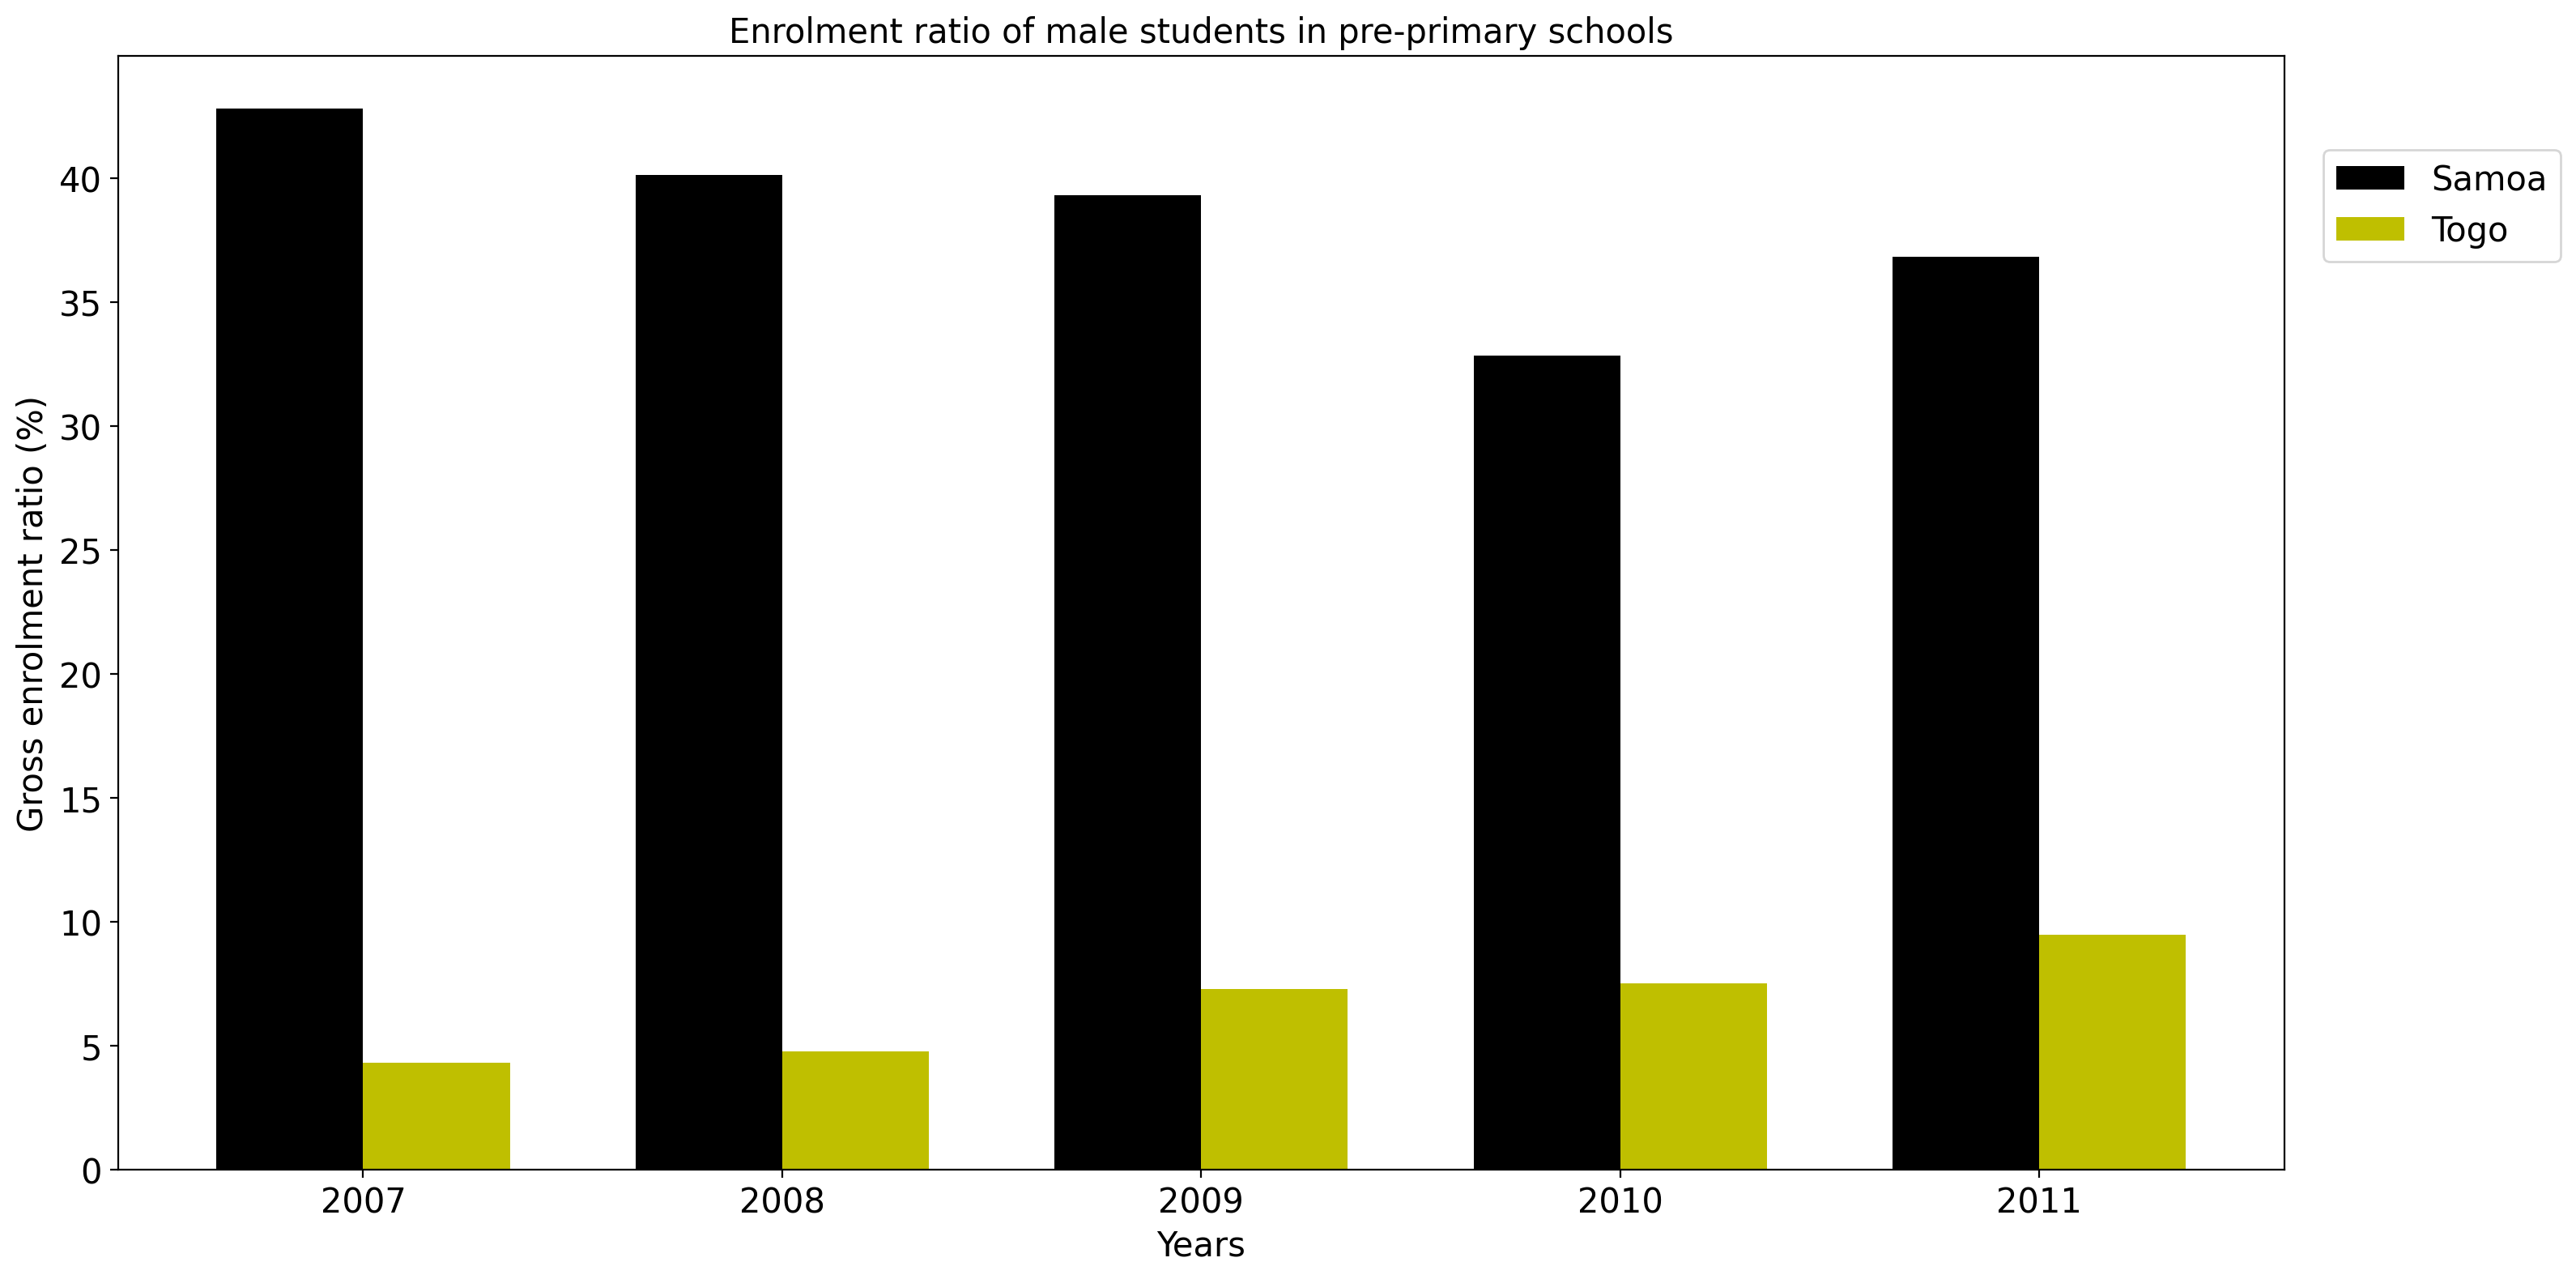 Enrolment ratio of male students in pre-primary schools
Gross enrolment ratio (%)
40
35
30
25
20
15
10
5
0
2007 2008 2009 2010 2011
Years
Samoa
Togo